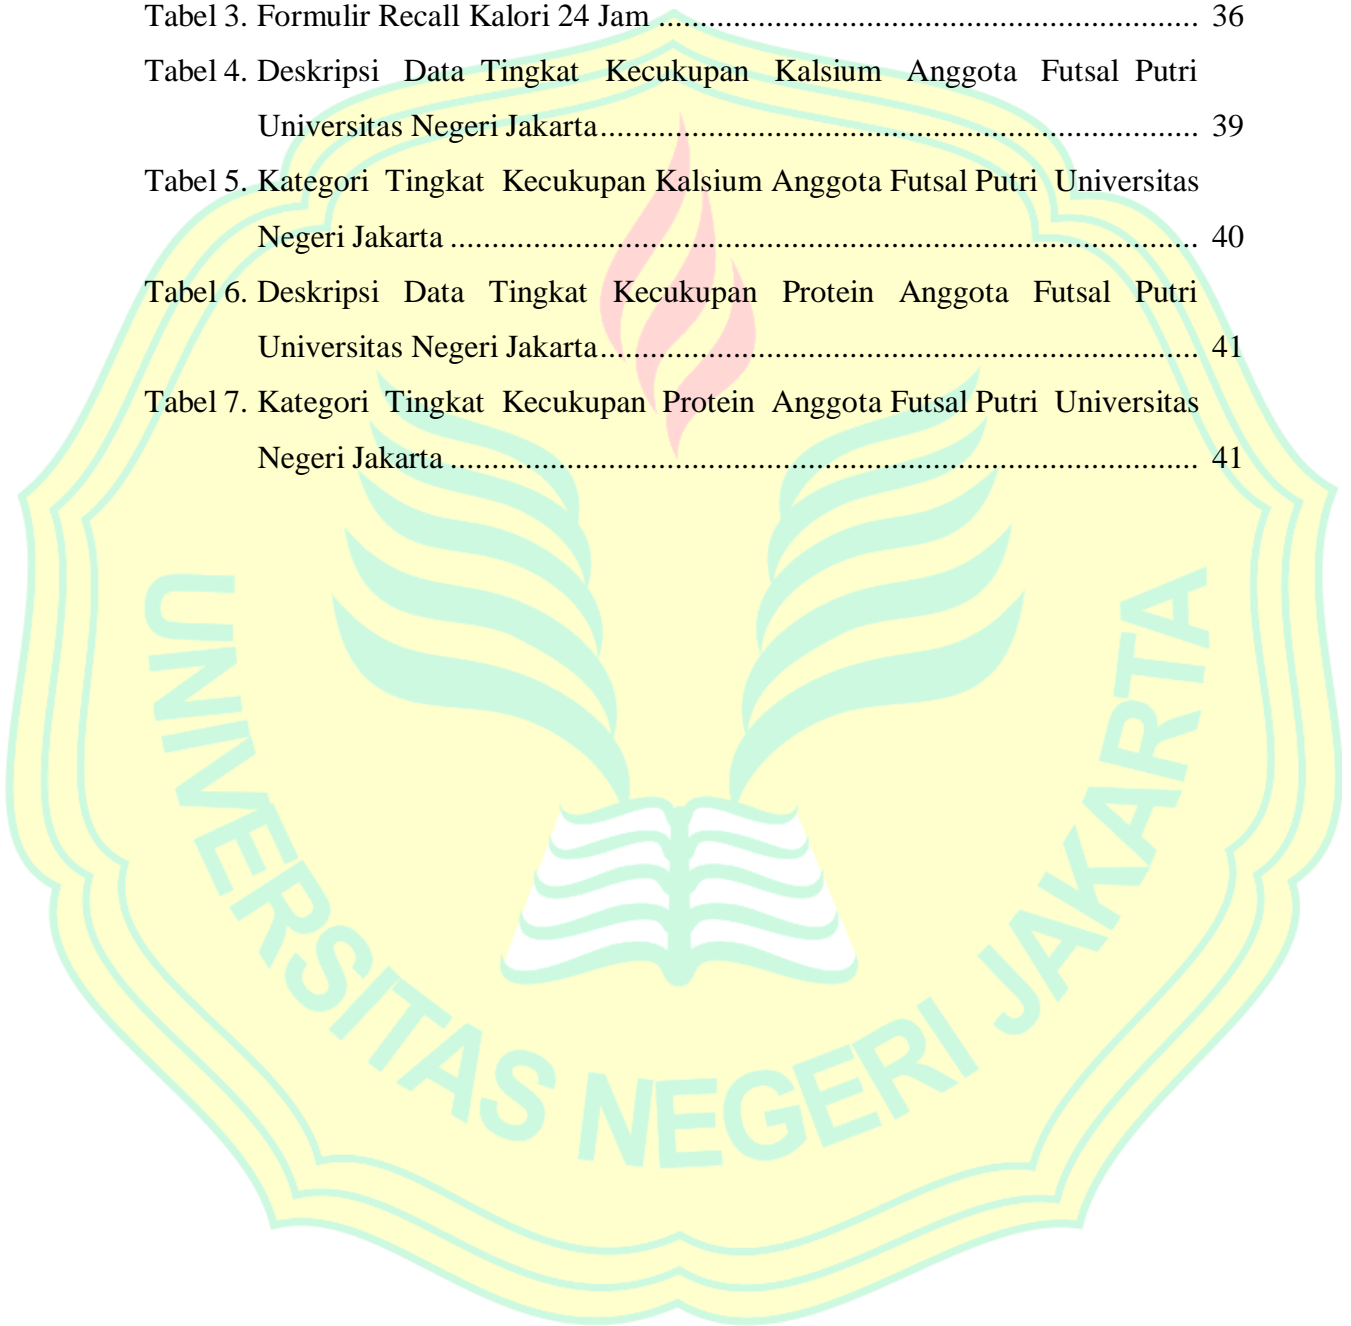 Tabel 3. Formulir Recall Kalori 24 Jam ................................................................. 36
Tabel 4. Deskripsi Data Tingkat Kecukupan Kalsium Anggota Futsal Putri
Universitas Negeri Jakarta........................................................................ 39
Tabel 5. Kategori Tingkat Kecukupan Kalsium Anggota Futsal Putri Universitas
Negeri Jakarta .......................................................................................... 40
Tabel 6. Deskripsi Data Tingkat Kecukupan Protein Anggota Futsal Putri
Universitas Negeri Jakarta........................................................................ 41
Tabel 7. Kategori Tingkat Kecukupan Protein Anggota Futsal Putri Universitas
Negeri Jakarta .......................................................................................... 41
UNIVERSITAS NEGERI JAKARTA